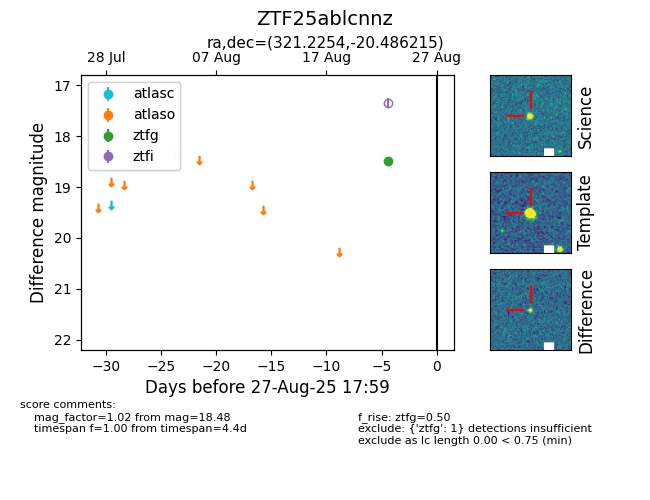 ZTF25ablcnnz
ra,dec=(321.2254,-20.486215)
28 Jul 07 Aug 17 Aug 27 Aug
17
18
19
20
21
22
Difference magnitude
atlasc
atlaso
ztfg
ztfi
−30 −25 −20 −15 −10 −5 0
Days before 27-Aug-25 17:59
Science
Template
Difference
score comments:
mag_factor=1.02 from mag=18.48
timespan f=1.00 from timespan=4.4d
f_rise: ztfg=0.50
exclude: {'ztfg': 1} detections insufficient
exclude as lc length 0.00 < 0.75 (min)